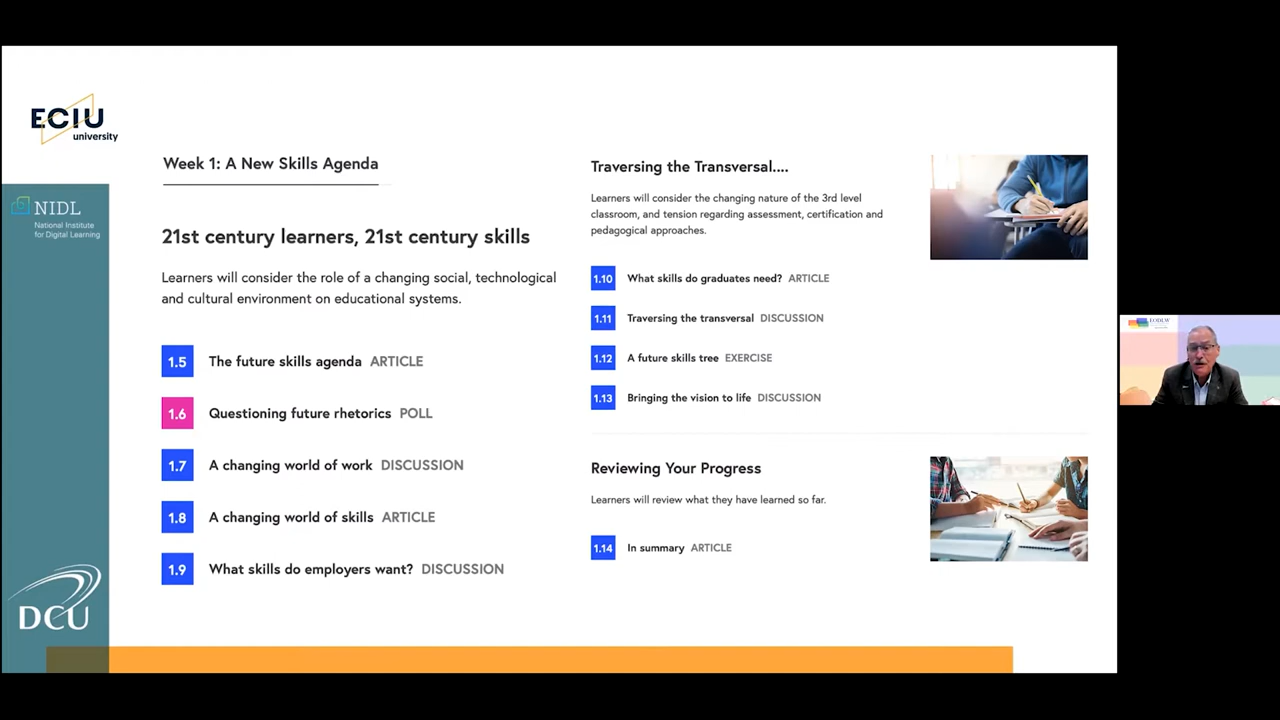 ECIU
university
NIDL
National Institute
for Digital Learning
DCU
Week 1: A New Skills Agenda
21st century learners, 21st century skills
Learners will consider the role of a changing social, technological
and cultural environment on educational systems.
1.5 The future skills agenda ARTICLE
1.6 Questioning future rhetorics POLL
1.7 A changing world of work DISCUSSION
1.8 A changing world of skills ARTICLE
1.9 What skills do employers want? DISCUSSION
Traversing the Transversal....
Learners will consider the changing nature of the 3rd level
classroom, and tension regarding assessment, certification and
pedagogical approaches.
1.10 What skills do graduates need? ARTICLE
1.11 Traversing the transversal DISCUSSION
1.12 A future skills tree EXERCISE
1.13 Bringing the vision to life DISCUSSION
Reviewing Your Progress
Learners will review what they have learned so far.
1.14 In summary ARTICLE